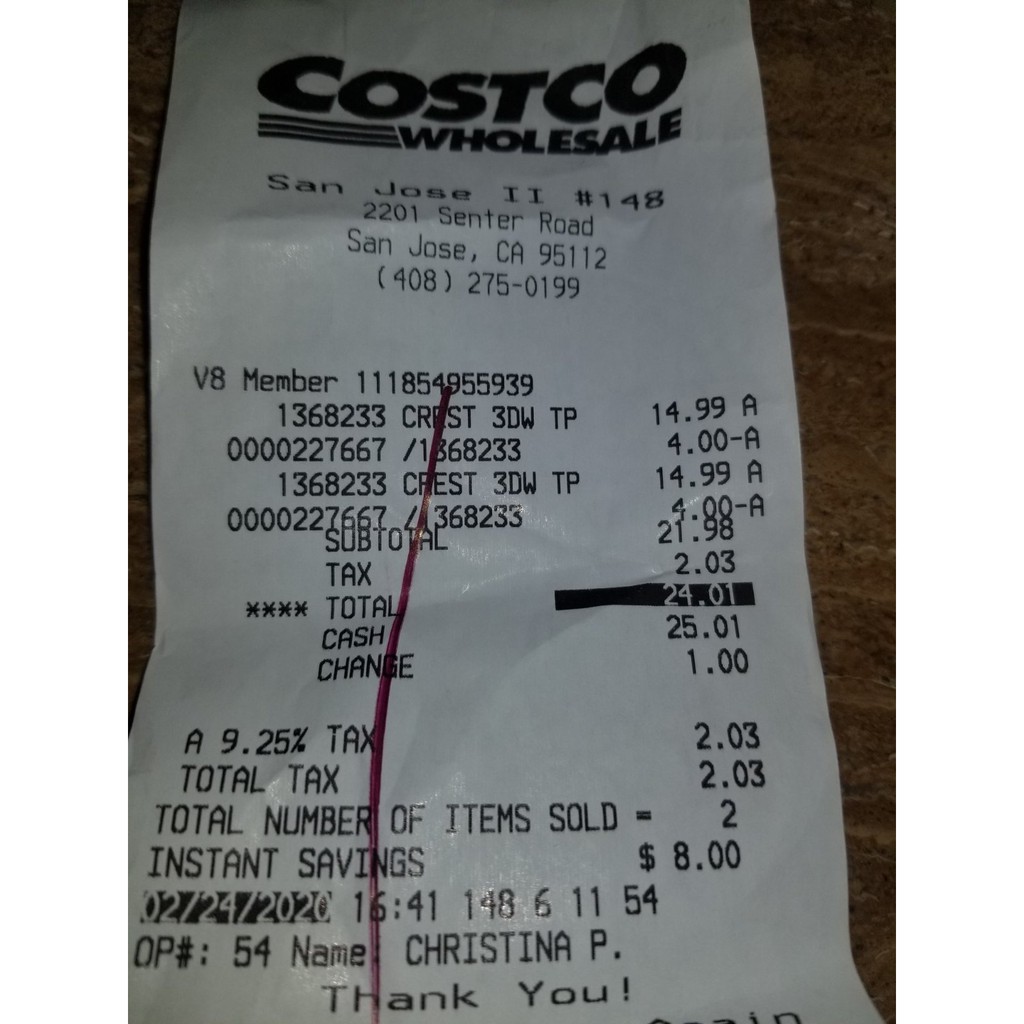 COSTCO
WHOLESALE
San Jose II #148
2201 Senter Road
San Jose, CA 95112
(408) 275-0199
V8 Member 111854955939
1368233 CREST 3DW TP 14.99 A
0000227667 /1368233 4.00-A
1368233 CREST 3DW TP 14.99 A
0000227667 /1368233 4.00-A
SUBTOTAL 21.98
TAX 2.03
**** TOTAL 24.01
CASH 25.01
CHANGE 1.00
A 9.25% TAX 2.03
TOTAL TAX 2.03
TOTAL NUMBER OF ITEMS SOLD = 2
INSTANT SAVINGS $ 8.00
02/24/2020 16:41 148 6 11 54
OP#: 54 Name: CHRISTINA P.
Thank You!